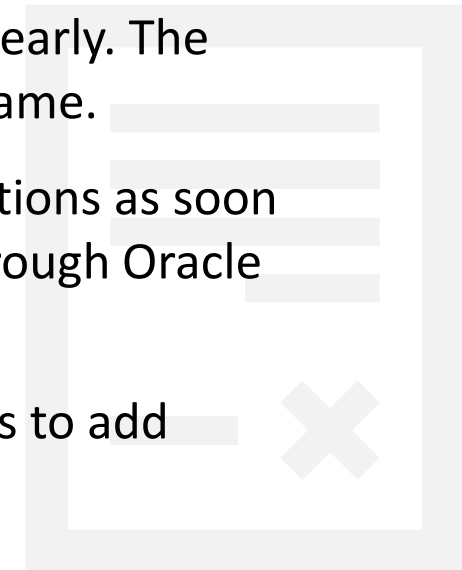 early. The
ame.
tions as soon
rough Oracle
s to add